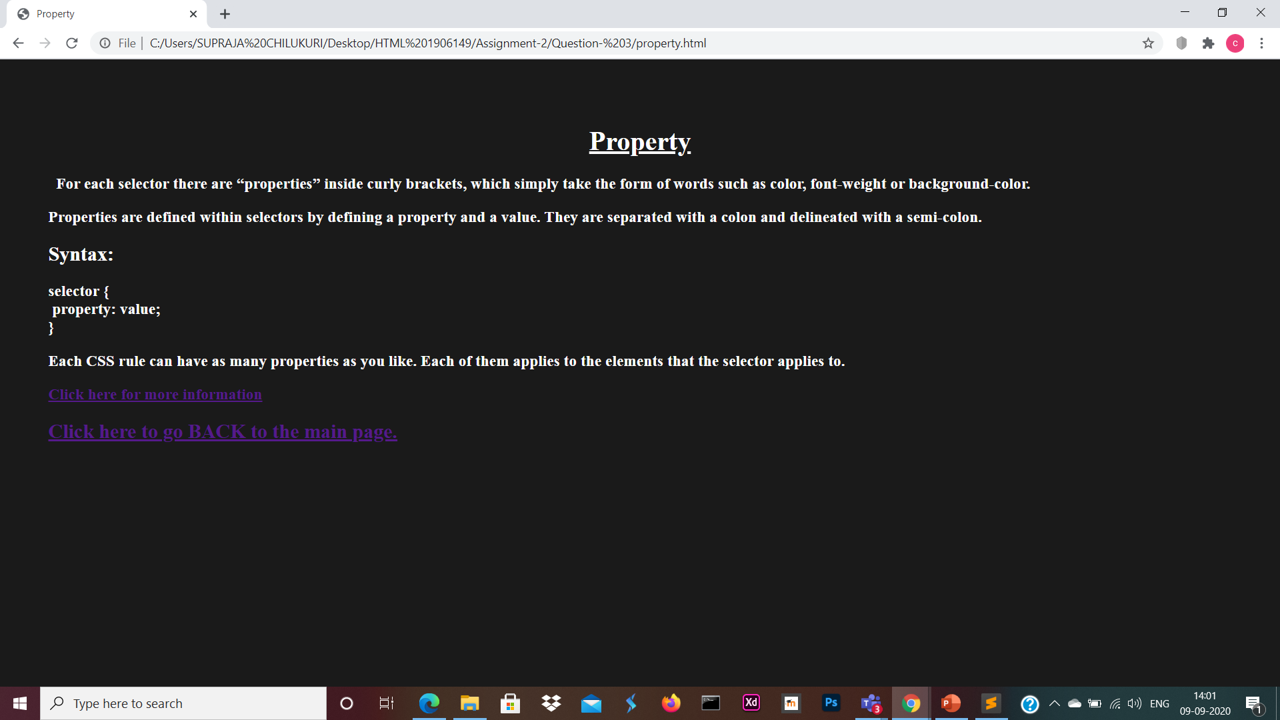 Property
File
C:/Users/SUPRAJA%20CHILUKURI/Desktop/HTML%201906149/Assignment-2/Question-%203/property.html
C
Property
For each selector there are “properties” inside curly brackets, which simply take the form of words such as color, font-weight or background-color.
Properties are defined within selectors by defining a property and a value. They are separated with a colon and delineated with a semi-colon.
Syntax:
selector {
property: value;
}
Each CSS rule can have as many properties as you like. Each of them applies to the elements that the selector applies to.
Click here for more information
Click here to go BACK to the main page.
Type here to search
Xd
m
Ps
3
P
S
?
ENG
14:01
09-09-2020
1